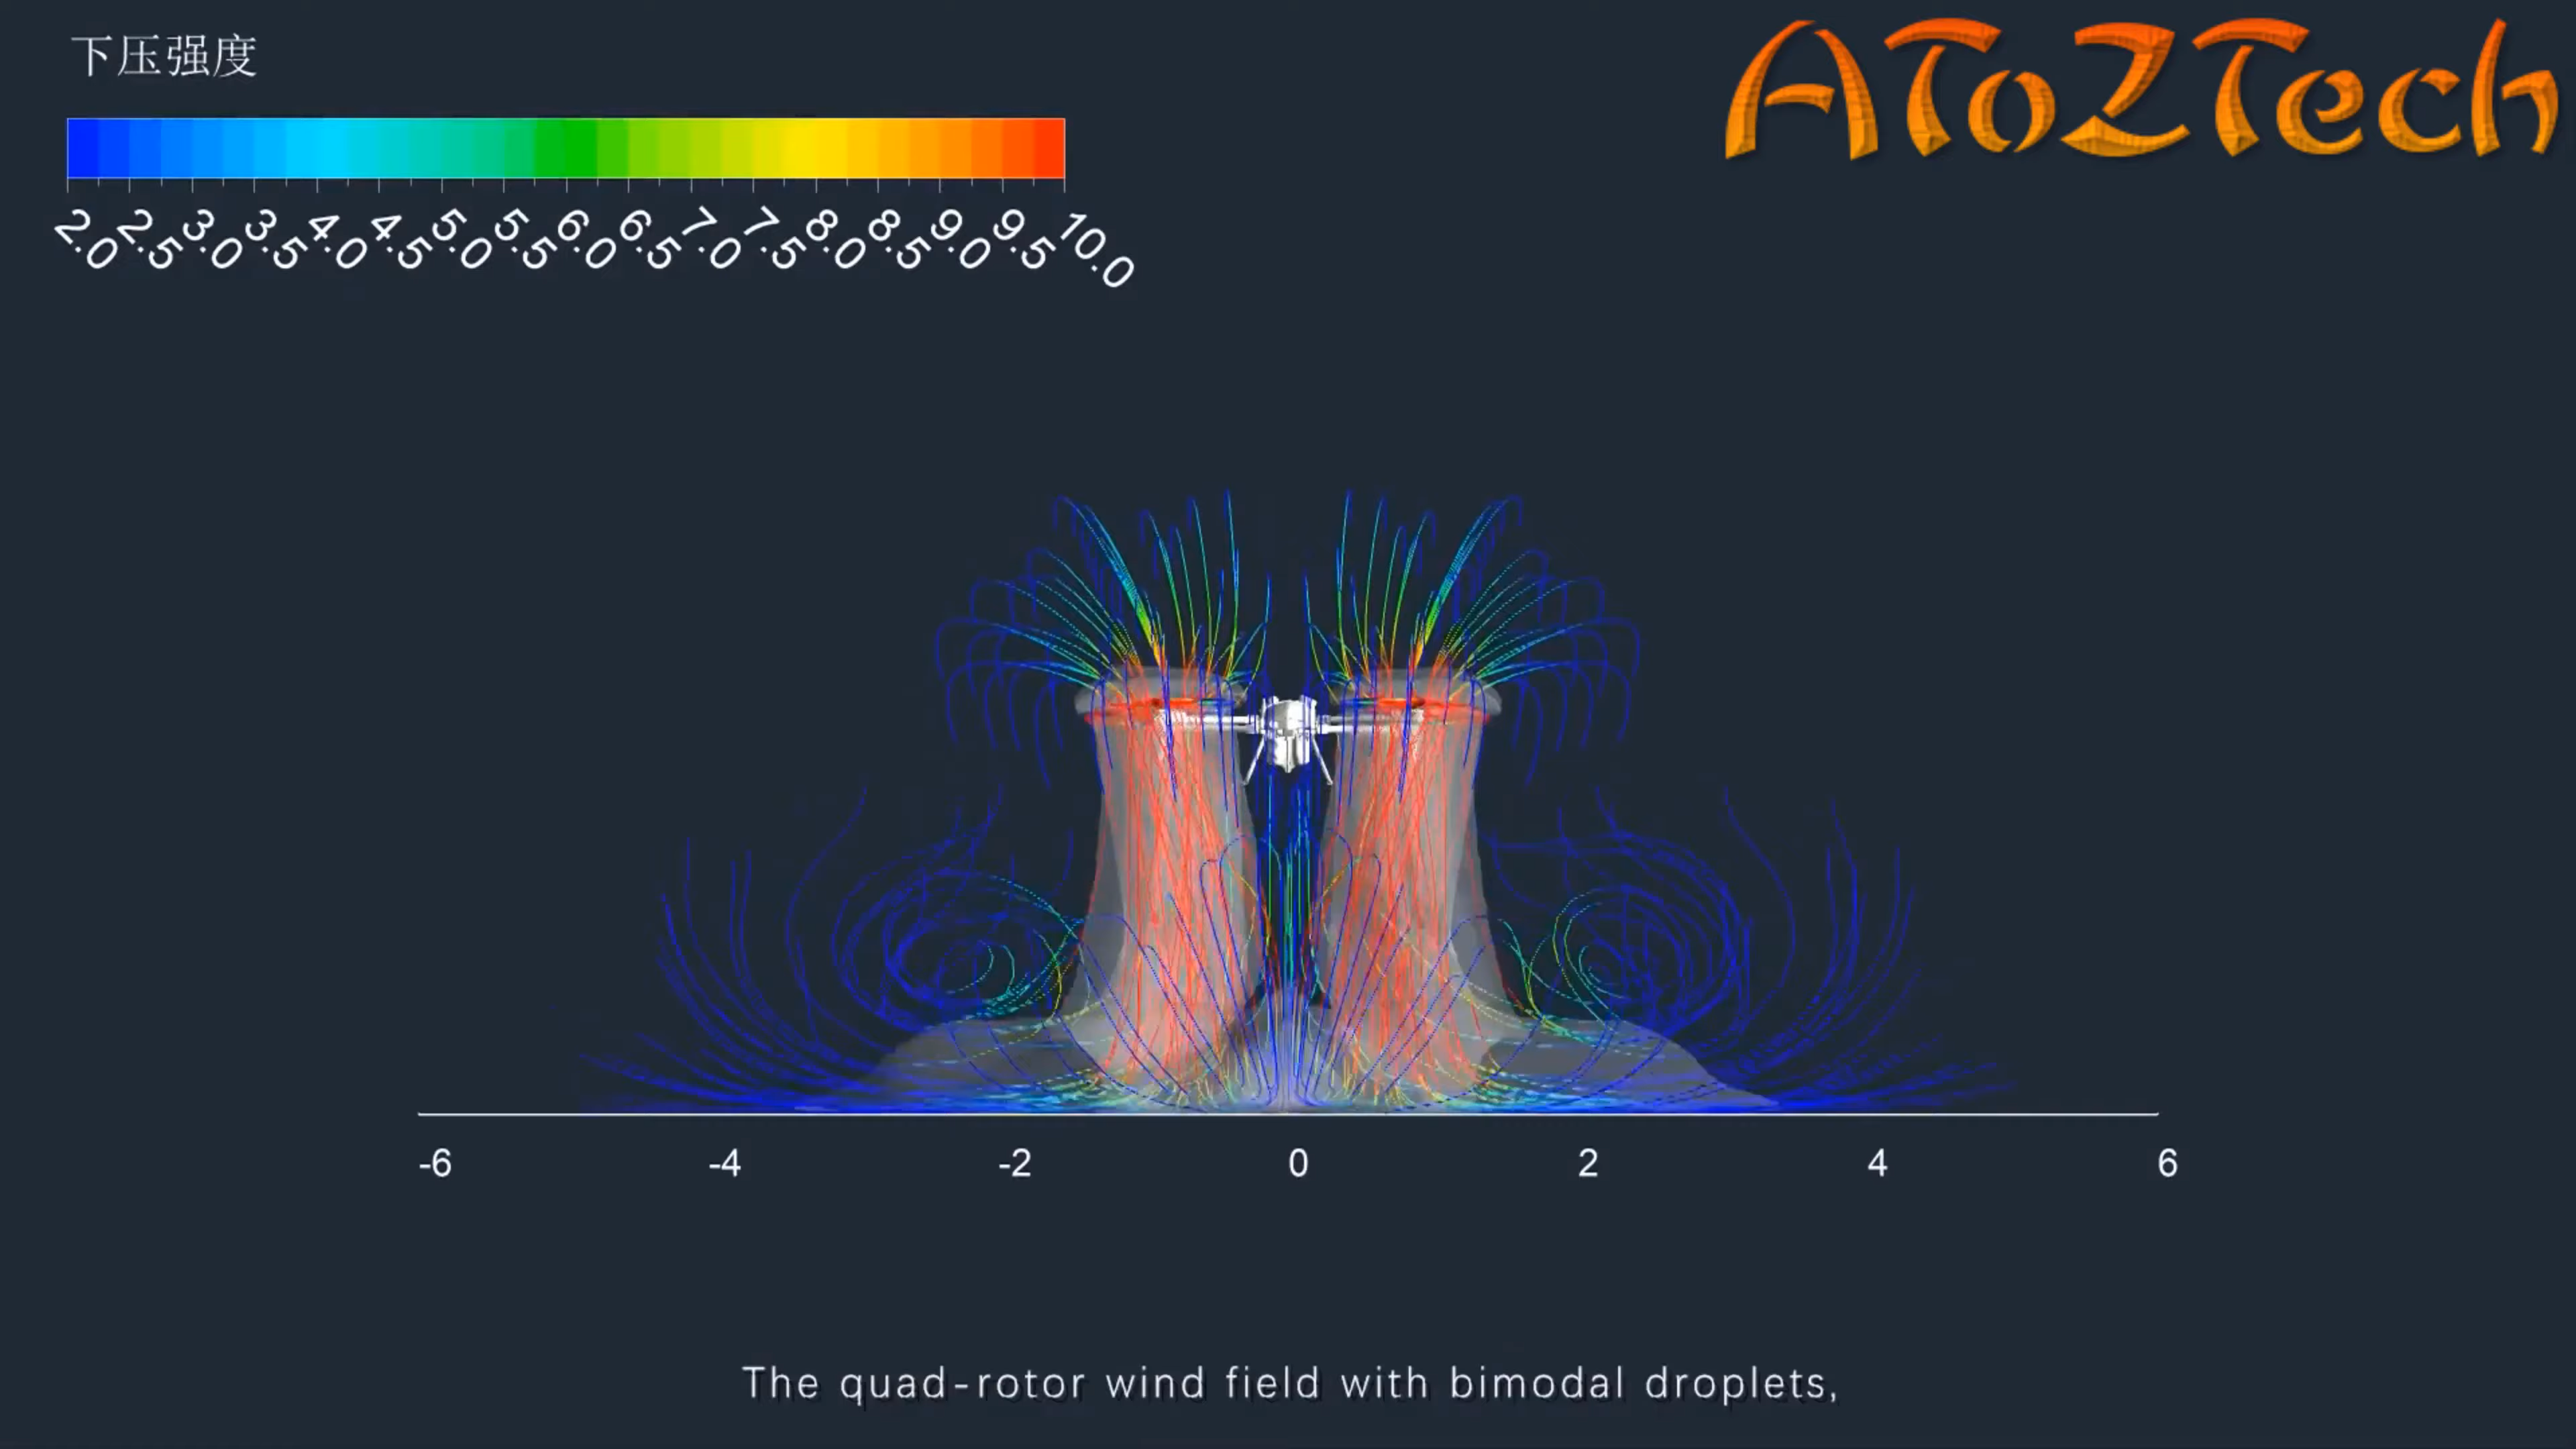 下压强度
AToZTech
2.0 2.5 3.0 3.5 4.0 4.5 5.0 5.5 6.0 6.5 7.0 7.5 8.0 8.5 9.0 9.5 10.0
-6 -4 -2 0 2 4 6
The quad-rotor wind field with bimodal droplets,